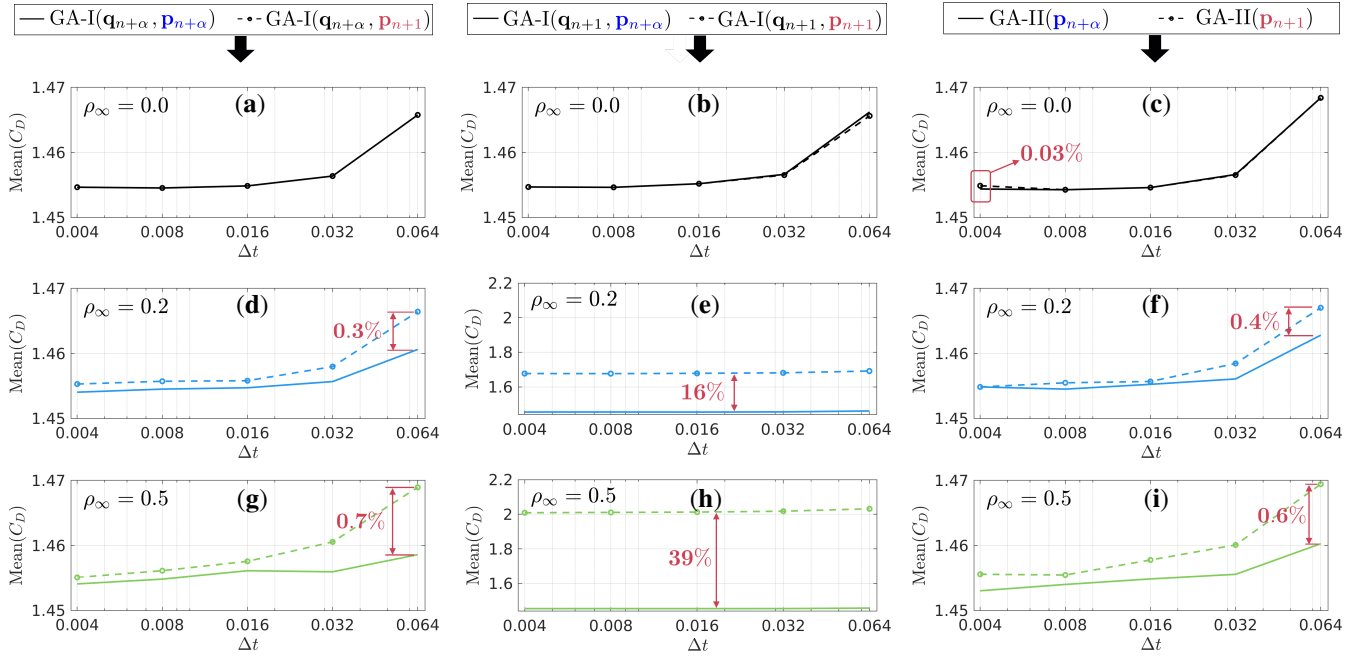 GA-I(q_{n+α}, p_{n+α}) GA-I(q_{n+α}, p_{n+1})
GA-I(q_{n+1}, p_{n+α}) GA-I(q_{n+1}, p_{n+1})
GA-II(p_{n+α}) GA-II(p_{n+1})
1.47
1.46
1.45
Mean(C_D)
ρ_∞ = 0.0
(a)
0.004 0.008 0.016 0.032 0.064
Δt
1.47
1.46
1.45
Mean(C_D)
ρ_∞ = 0.0
(b)
0.004 0.008 0.016 0.032 0.064
Δt
1.47
1.46
1.45
Mean(C_D)
ρ_∞ = 0.0
(c)
0.03%
0.004 0.008 0.016 0.032 0.064
Δt
1.47
1.46
1.45
Mean(C_D)
ρ_∞ = 0.2
(d)
0.3%
0.004 0.008 0.016 0.032 0.064
Δt
2.2
2
1.8
1.6
Mean(C_D)
ρ_∞ = 0.2
(e)
16%
0.004 0.008 0.016 0.032 0.064
Δt
1.47
1.46
1.45
Mean(C_D)
ρ_∞ = 0.2
(f)
0.4%
0.004 0.008 0.016 0.032 0.064
Δt
1.47
1.46
1.45
Mean(C_D)
ρ_∞ = 0.5
(g)
0.7%
0.004 0.008 0.016 0.032 0.064
Δt
2.2
2
1.8
1.6
Mean(C_D)
ρ_∞ = 0.5
(h)
39%
0.004 0.008 0.016 0.032 0.064
Δt
1.47
1.46
1.45
Mean(C_D)
ρ_∞ = 0.5
(i)
0.6%
0.004 0.008 0.016 0.032 0.064
Δt